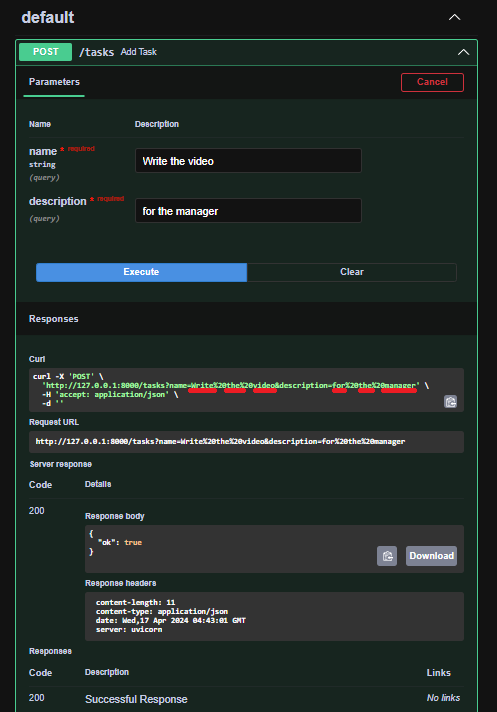 default
POST /tasks Add Task
Parameters
Cancel
Name Description
name * required
string
(query)
Write the video
description * required
(query)
for the manager
Execute Clear
Responses
Curl
curl -X 'POST' \
'http://127.0.0.1:8000/tasks?name=Write%20the%20video&description=for%20the%20manager' \
-H 'accept: application/json' \
-d ''
Request URL
http://127.0.0.1:8000/tasks?name=Write%20the%20video&description=for%20the%20manager
Server response
Code Details
200
Response body
{
"ok": true
}
Download
Response headers
content-length: 11
content-type: application/json
date: Wed,17 Apr 2024 04:43:01 GMT
server: uvicorn
Responses
Code Description Links
200 Successful Response No links